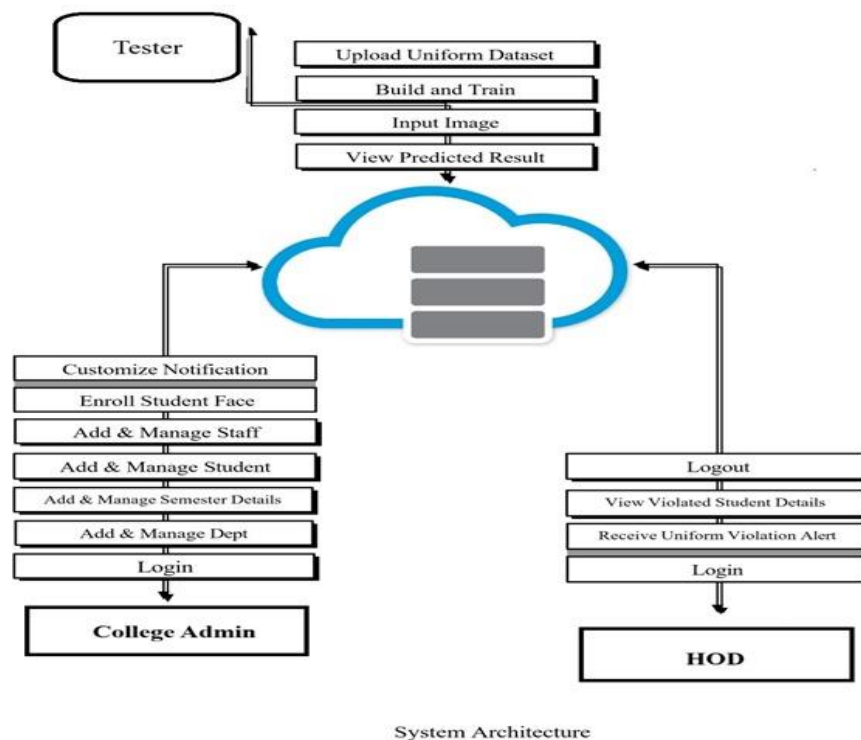 Tester
Upload Uniform Dataset
Build and Train
Input Image
View Predicted Result
Customize Notification
Enroll Student Face
Add & Manage Staff
Add & Manage Student
Add & Manage Semester Details
Add & Manage Dept
Login
College Admin
Logout
View Violated Student Details
Receive Uniform Violation Alert
Login
HOD
System Architecture